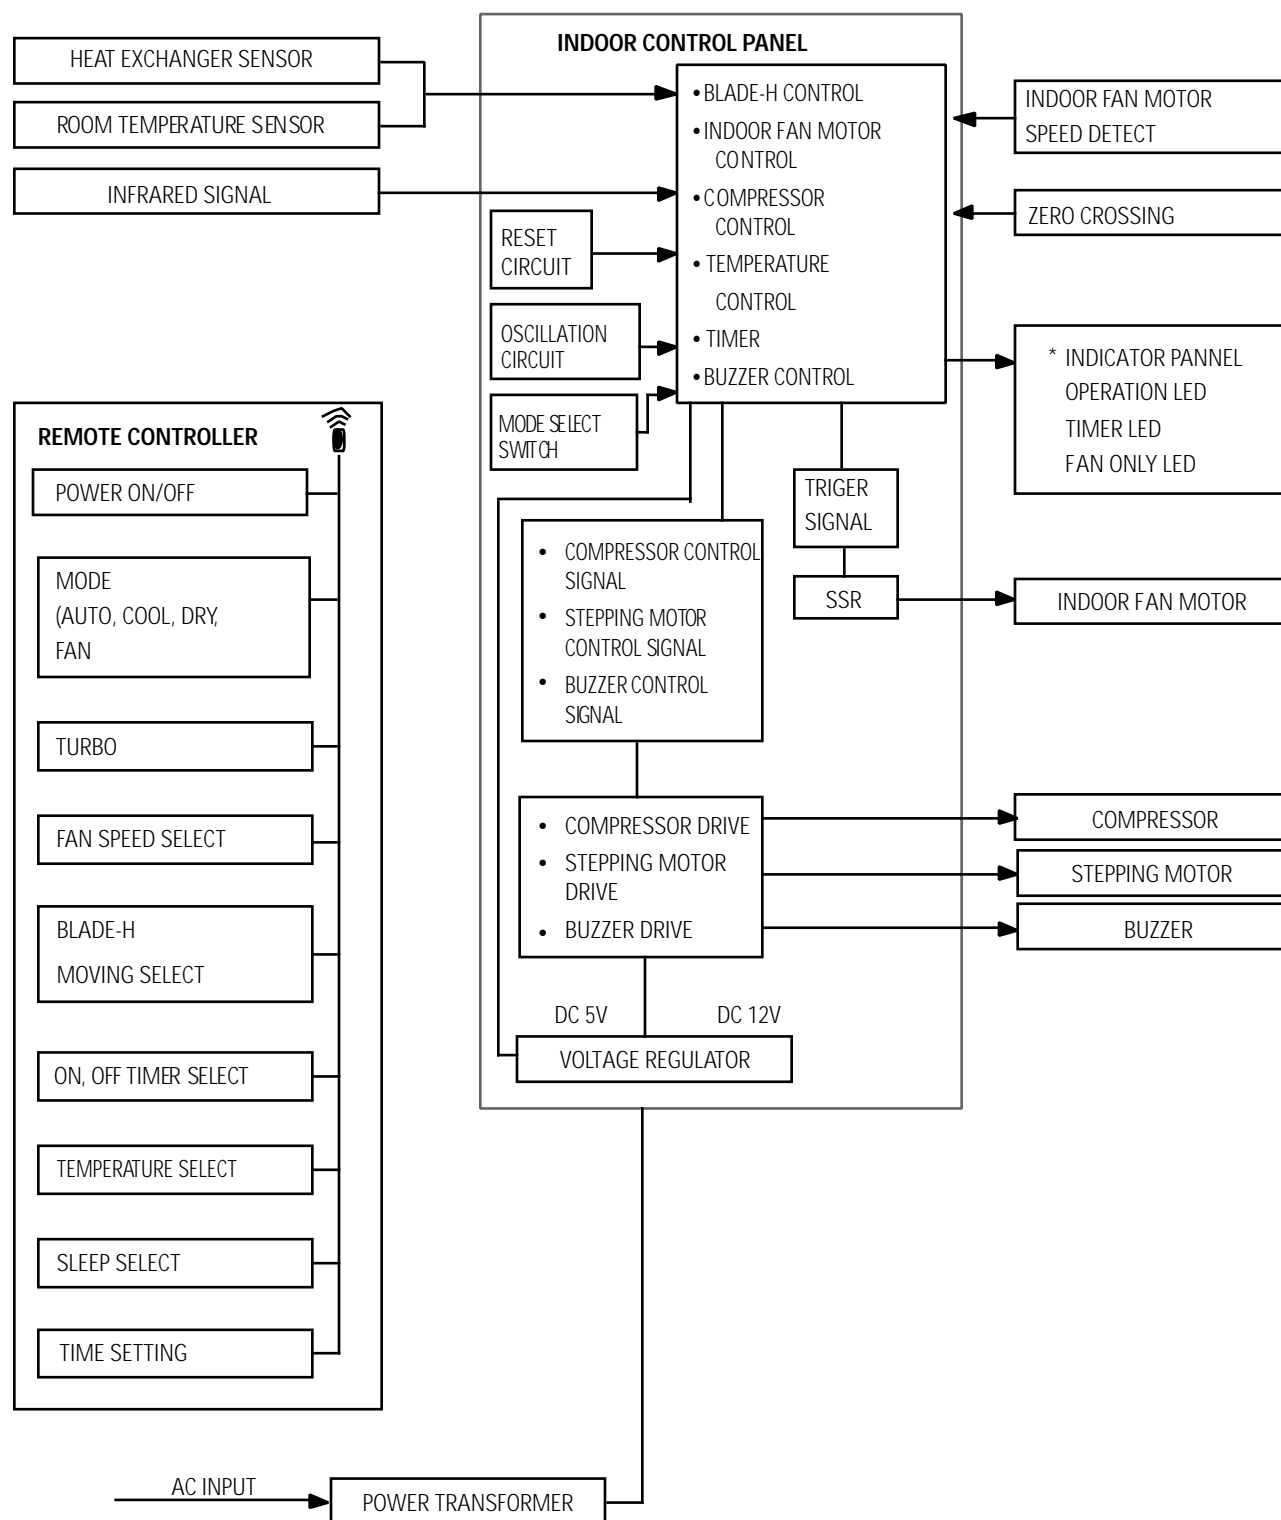 HEAT EXCHANGER SENSOR
ROOM TEMPERATURE SENSOR
INFRARED SIGNAL
INDOOR CONTROL PANEL
• BLADE-H CONTROL
• INDOOR FAN MOTOR
CONTROL
• COMPRESSOR
CONTROL
• TEMPERATURE
CONTROL
• TIMER
• BUZZER CONTROL
RESET
CIRCUIT
OSCILLATION
CIRCUIT
MODE SELECT
SWITCH
INDOOR FAN MOTOR
SPEED DETECT
ZERO CROSSING
* INDICATOR PANNEL
OPERATION LED
TIMER LED
FAN ONLY LED
TRIGER
SIGNAL
SSR
INDOOR FAN MOTOR
• COMPRESSOR CONTROL
SIGNAL
• STEPPING MOTOR
CONTROL SIGNAL
• BUZZER CONTROL
SIGNAL
• COMPRESSOR DRIVE
• STEPPING MOTOR
DRIVE
• BUZZER DRIVE
COMPRESSOR
STEPPING MOTOR
BUZZER
DC 5V
DC 12V
VOLTAGE REGULATOR
REMOTE CONTROLLER
POWER ON/OFF
MODE
(AUTO, COOL, DRY,
FAN
TURBO
FAN SPEED SELECT
BLADE-H
MOVING SELECT
ON, OFF TIMER SELECT
TEMPERATURE SELECT
SLEEP SELECT
TIME SETTING
AC INPUT
POWER TRANSFORMER